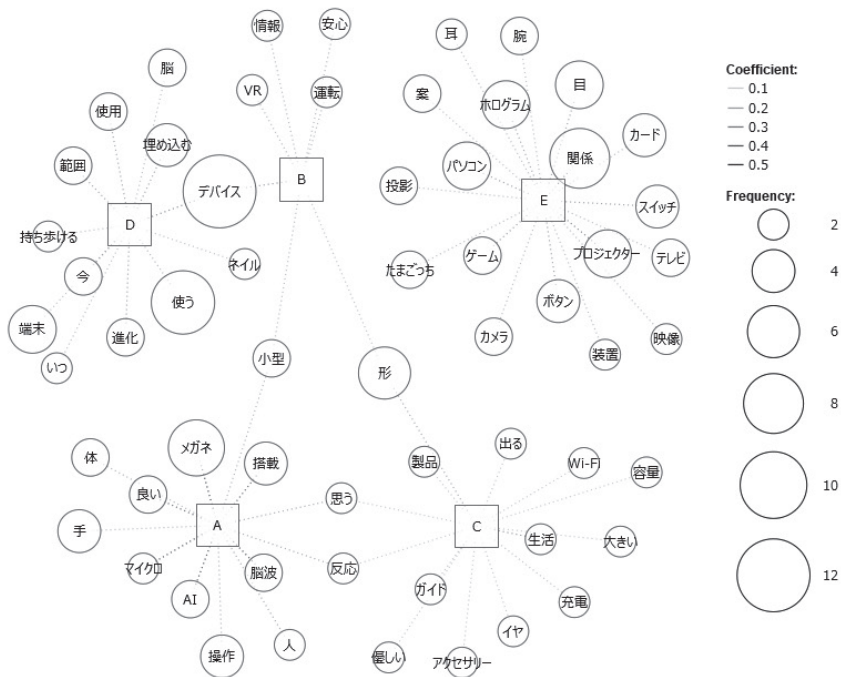 情報
安心
VR
運転
脳
使用
埋め込む
範囲
デバイス
B
D
持ち歩ける
今
ネイル
使う
端末
進化
いつ
小型
形
耳
腕
案
ホログラム
目
カード
パソコン
関係
投影
E
スイッチ
たまごっち
ゲーム
プロジェクター
テレビ
ボタン
カメラ
装置
映像
メガネ
体
搭載
良い
手
A
思う
マイクロ
脳波
反応
AI
操作
人
製品
出る
Wi-Fi
容量
C
生活
大きい
ガイド
充電
イヤ
優しい
アクセサリー
Coefficient:
0.1
0.2
0.3
0.4
0.5
Frequency:
2
4
6
8
10
12